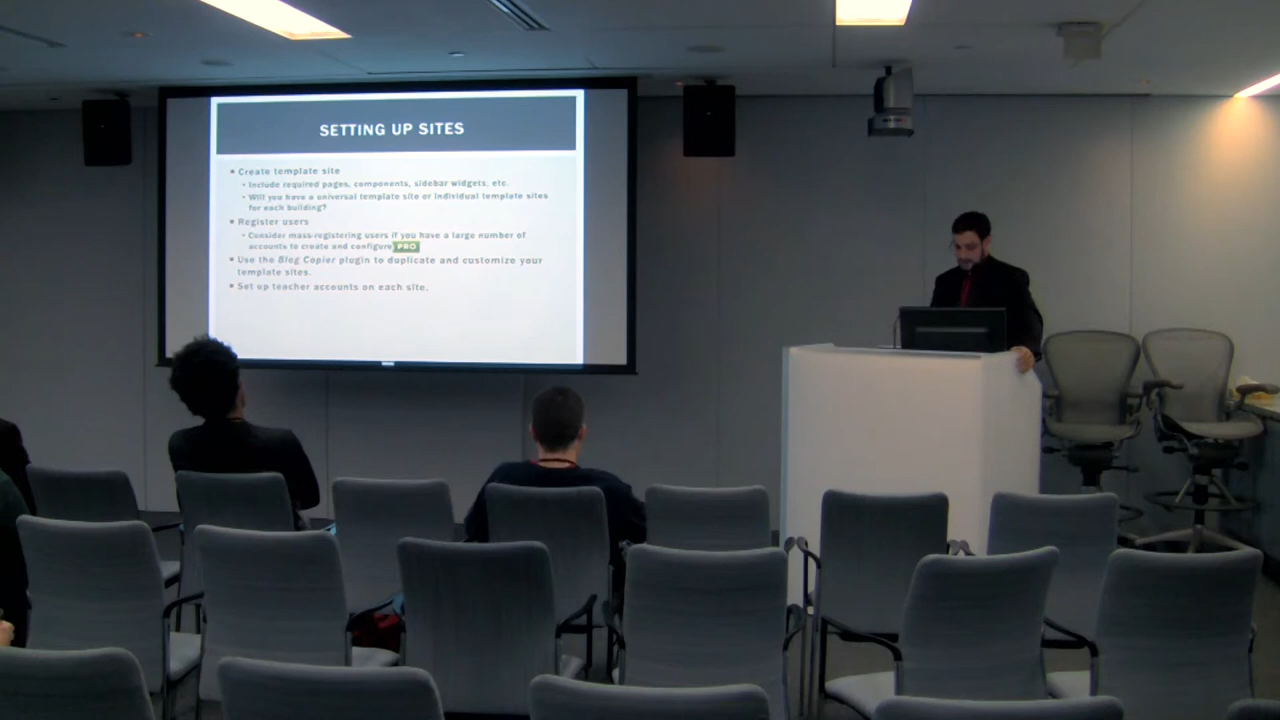 SETTING UP SITES
Create template site
Include required pages, components, sidebar widgets, etc.
Will you have a universal template site or individual template sites
for each building?
Register users
Consider mass-registering users if you have a large number of
accounts to create and configure PRO
Use the Blog Copier plugin to duplicate and customize your
template sites.
Set up teacher accounts on each site.